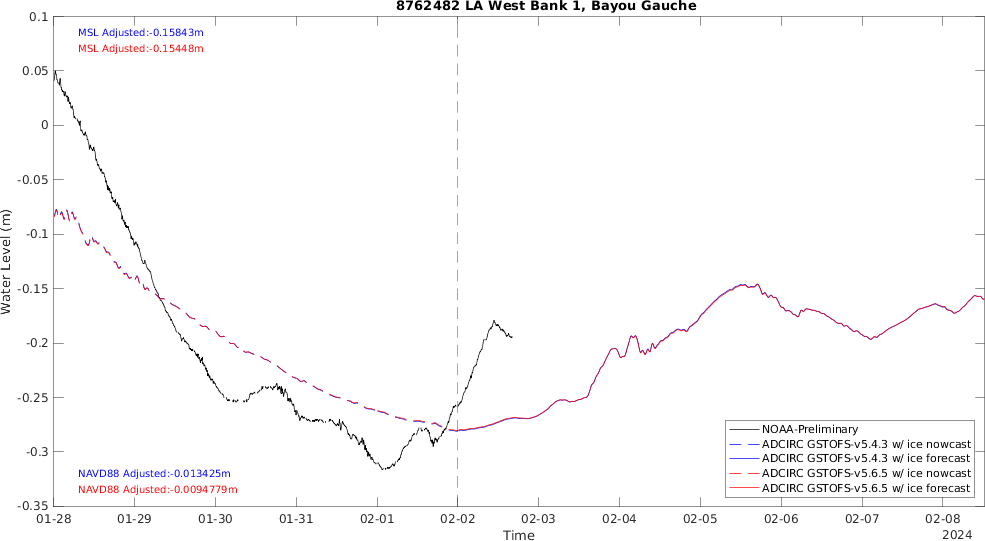 8762482 LA West Bank 1, Bayou Gauche
MSL Adjusted:-0.15843m
MSL Adjusted:-0.15448m
0.1
0.05
0
-0.05
-0.1
-0.15
-0.2
-0.25
-0.3
-0.35
Water Level (m)
NAVD88 Adjusted:-0.013425m
NAVD88 Adjusted:-0.0094779m
NOAA-Preliminary
ADCIRC GSTOFS-v5.4.3 w/ ice nowcast
ADCIRC GSTOFS-v5.4.3 w/ ice forecast
ADCIRC GSTOFS-v5.6.5 w/ ice nowcast
ADCIRC GSTOFS-v5.6.5 w/ ice forecast
01-28 01-29 01-30 01-31 02-01 02-02 02-03 02-04 02-05 02-06 02-07 02-08
Time
2024